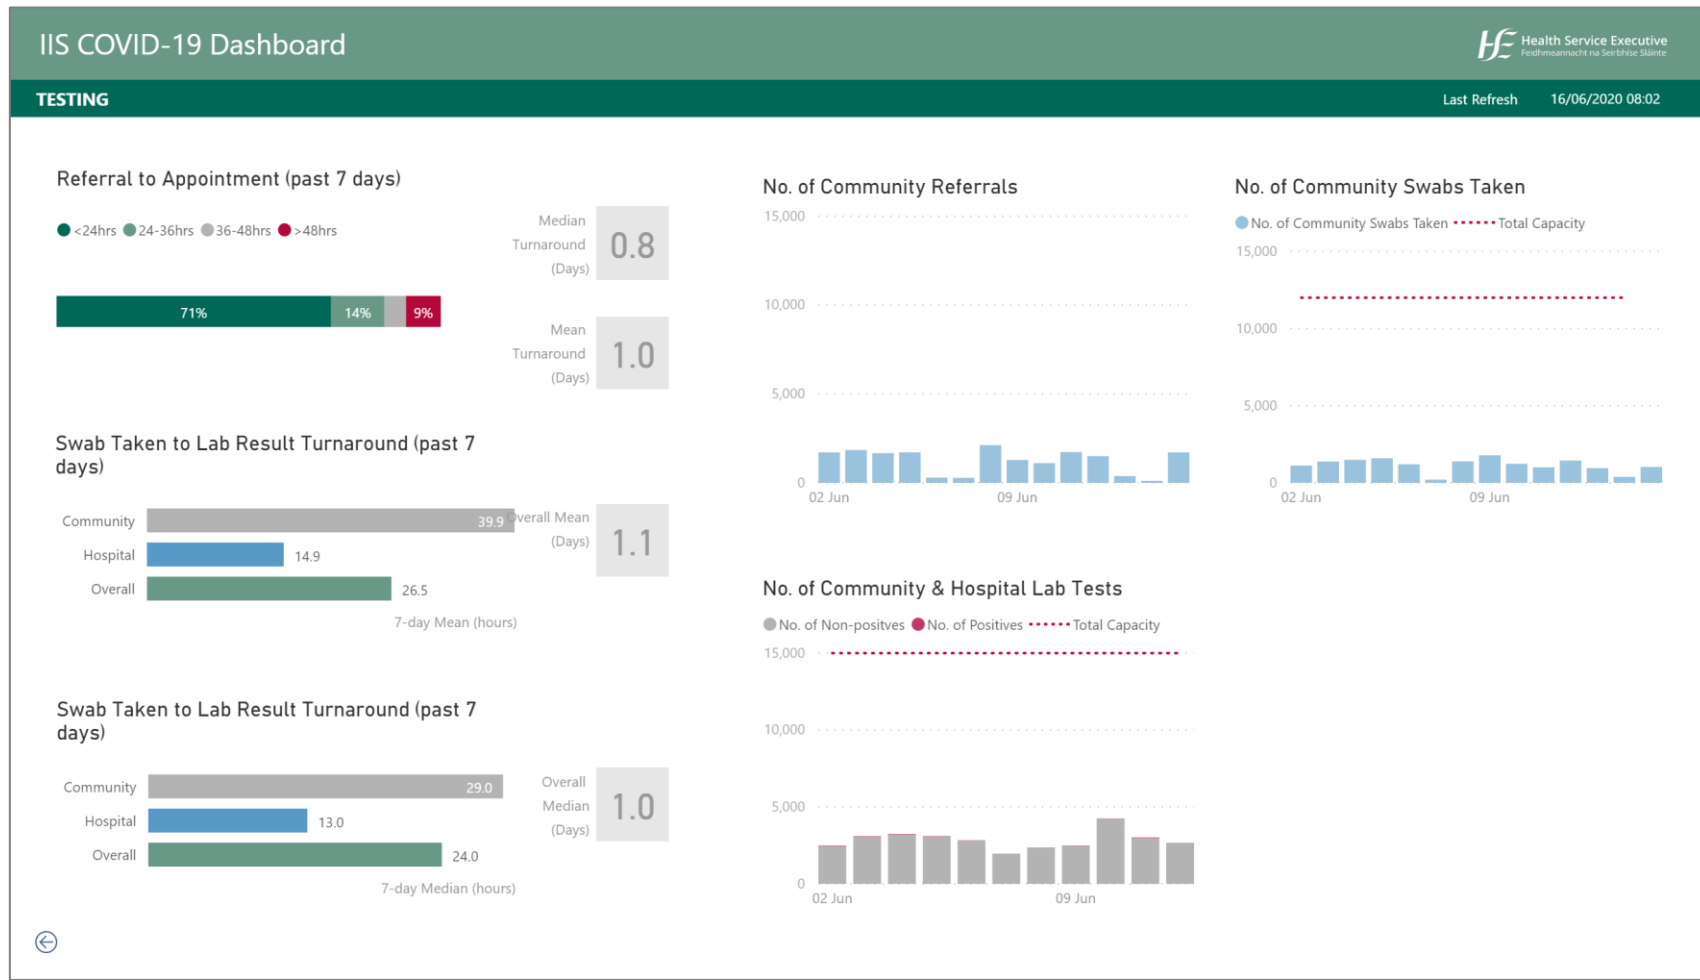 IIS COVID-19 Dashboard
Health Service Executive
Feidhmeannacht na Seirbhíse Sláinte
TESTING
Last Refresh 16/06/2020 08:02
Referral to Appointment (past 7 days)
<24hrs 24-36hrs 36-48hrs >48hrs
71% 14% 9%
Median
Turnaround
(Days)
0.8
Mean
Turnaround
(Days)
1.0
Swab Taken to Lab Result Turnaround (past 7
days)
Community 39.9
Hospital 14.9
Overall 26.5
7-day Mean (hours)
Overall Mean
(Days)
1.1
Swab Taken to Lab Result Turnaround (past 7
days)
Community 29.0
Hospital 13.0
Overall 24.0
7-day Median (hours)
Overall
Median
(Days)
1.0
No. of Community Referrals
15,000
10,000
5,000
0
02 Jun 09 Jun
No. of Community Swabs Taken
No. of Community Swabs Taken Total Capacity
15,000
10,000
5,000
0
02 Jun 09 Jun
No. of Community & Hospital Lab Tests
No. of Non-positves No. of Positives Total Capacity
15,000
10,000
5,000
0
02 Jun 09 Jun